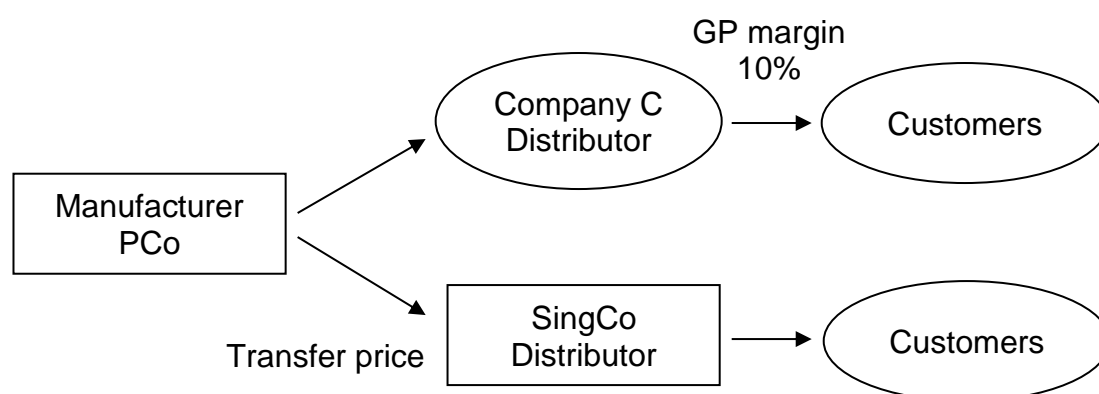 GP margin
10%
Company C
Distributor
Customers
Manufacturer
PCo
Transfer price
SingCo
Distributor
Customers